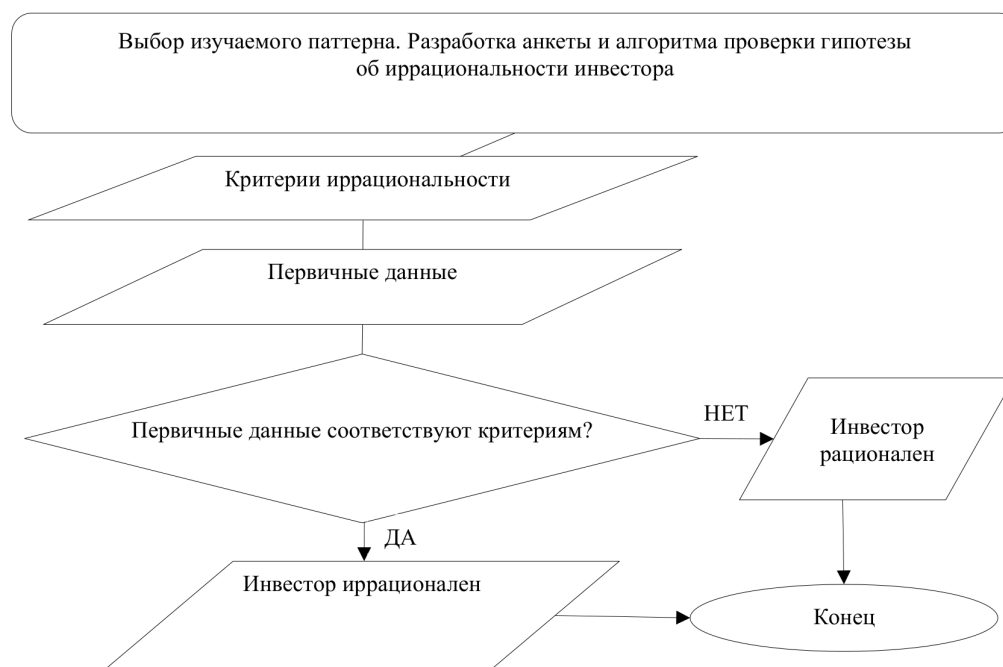 Выбор изучаемого паттерна. Разработка анкеты и алгоритма проверки гипотезы
об иррациональности инвестора
Критерии иррациональности
Первичные данные
Первичные данные соответствуют критериям?
НЕТ
Инвестор
рационален
ДА
Инвестор иррационален
Конец